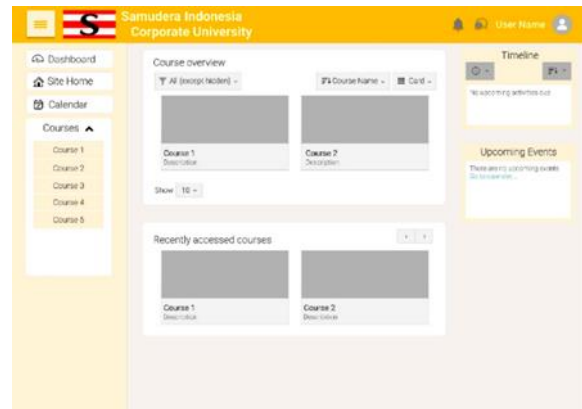 S
Samudera Indonesia
Corporate University
User Name
Dashboard
Site Home
Calendar
Courses
Course 1
Course 2
Course 3
Course 4
Course 5
Course overview
All (except hidden)
Course Name
Card
Course 1
Description
Course 2
Description
Show 10
Recently accessed courses
Course 1
Description
Course 2
Description
Timeline
No upcoming activities due
Upcoming Events
There are no upcoming events
Go to calendar...